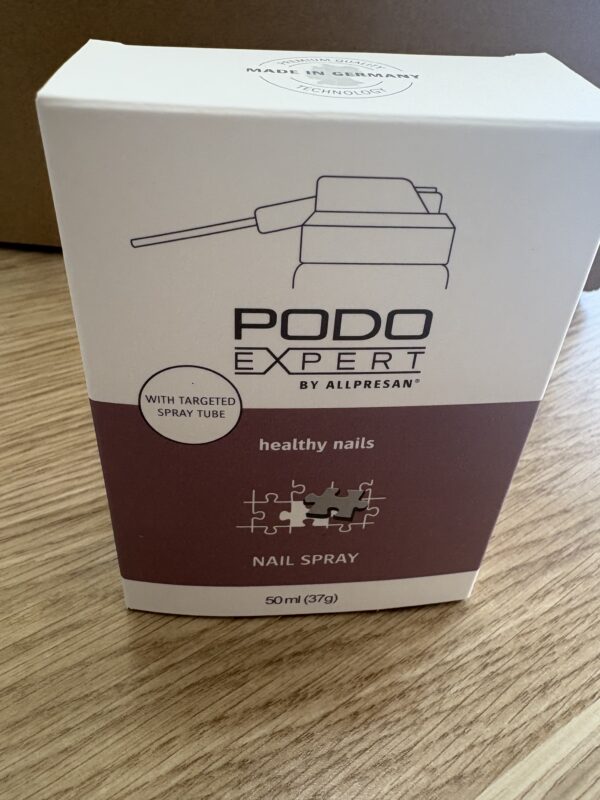 PREMIUM QUALITY
MADE IN GERMANY
TECHNOLOGY
PODO
EXPERT
BY ALLPRESAN®
WITH TARGETED
SPRAY TUBE
healthy nails
NAIL SPRAY
50 ml (37g)